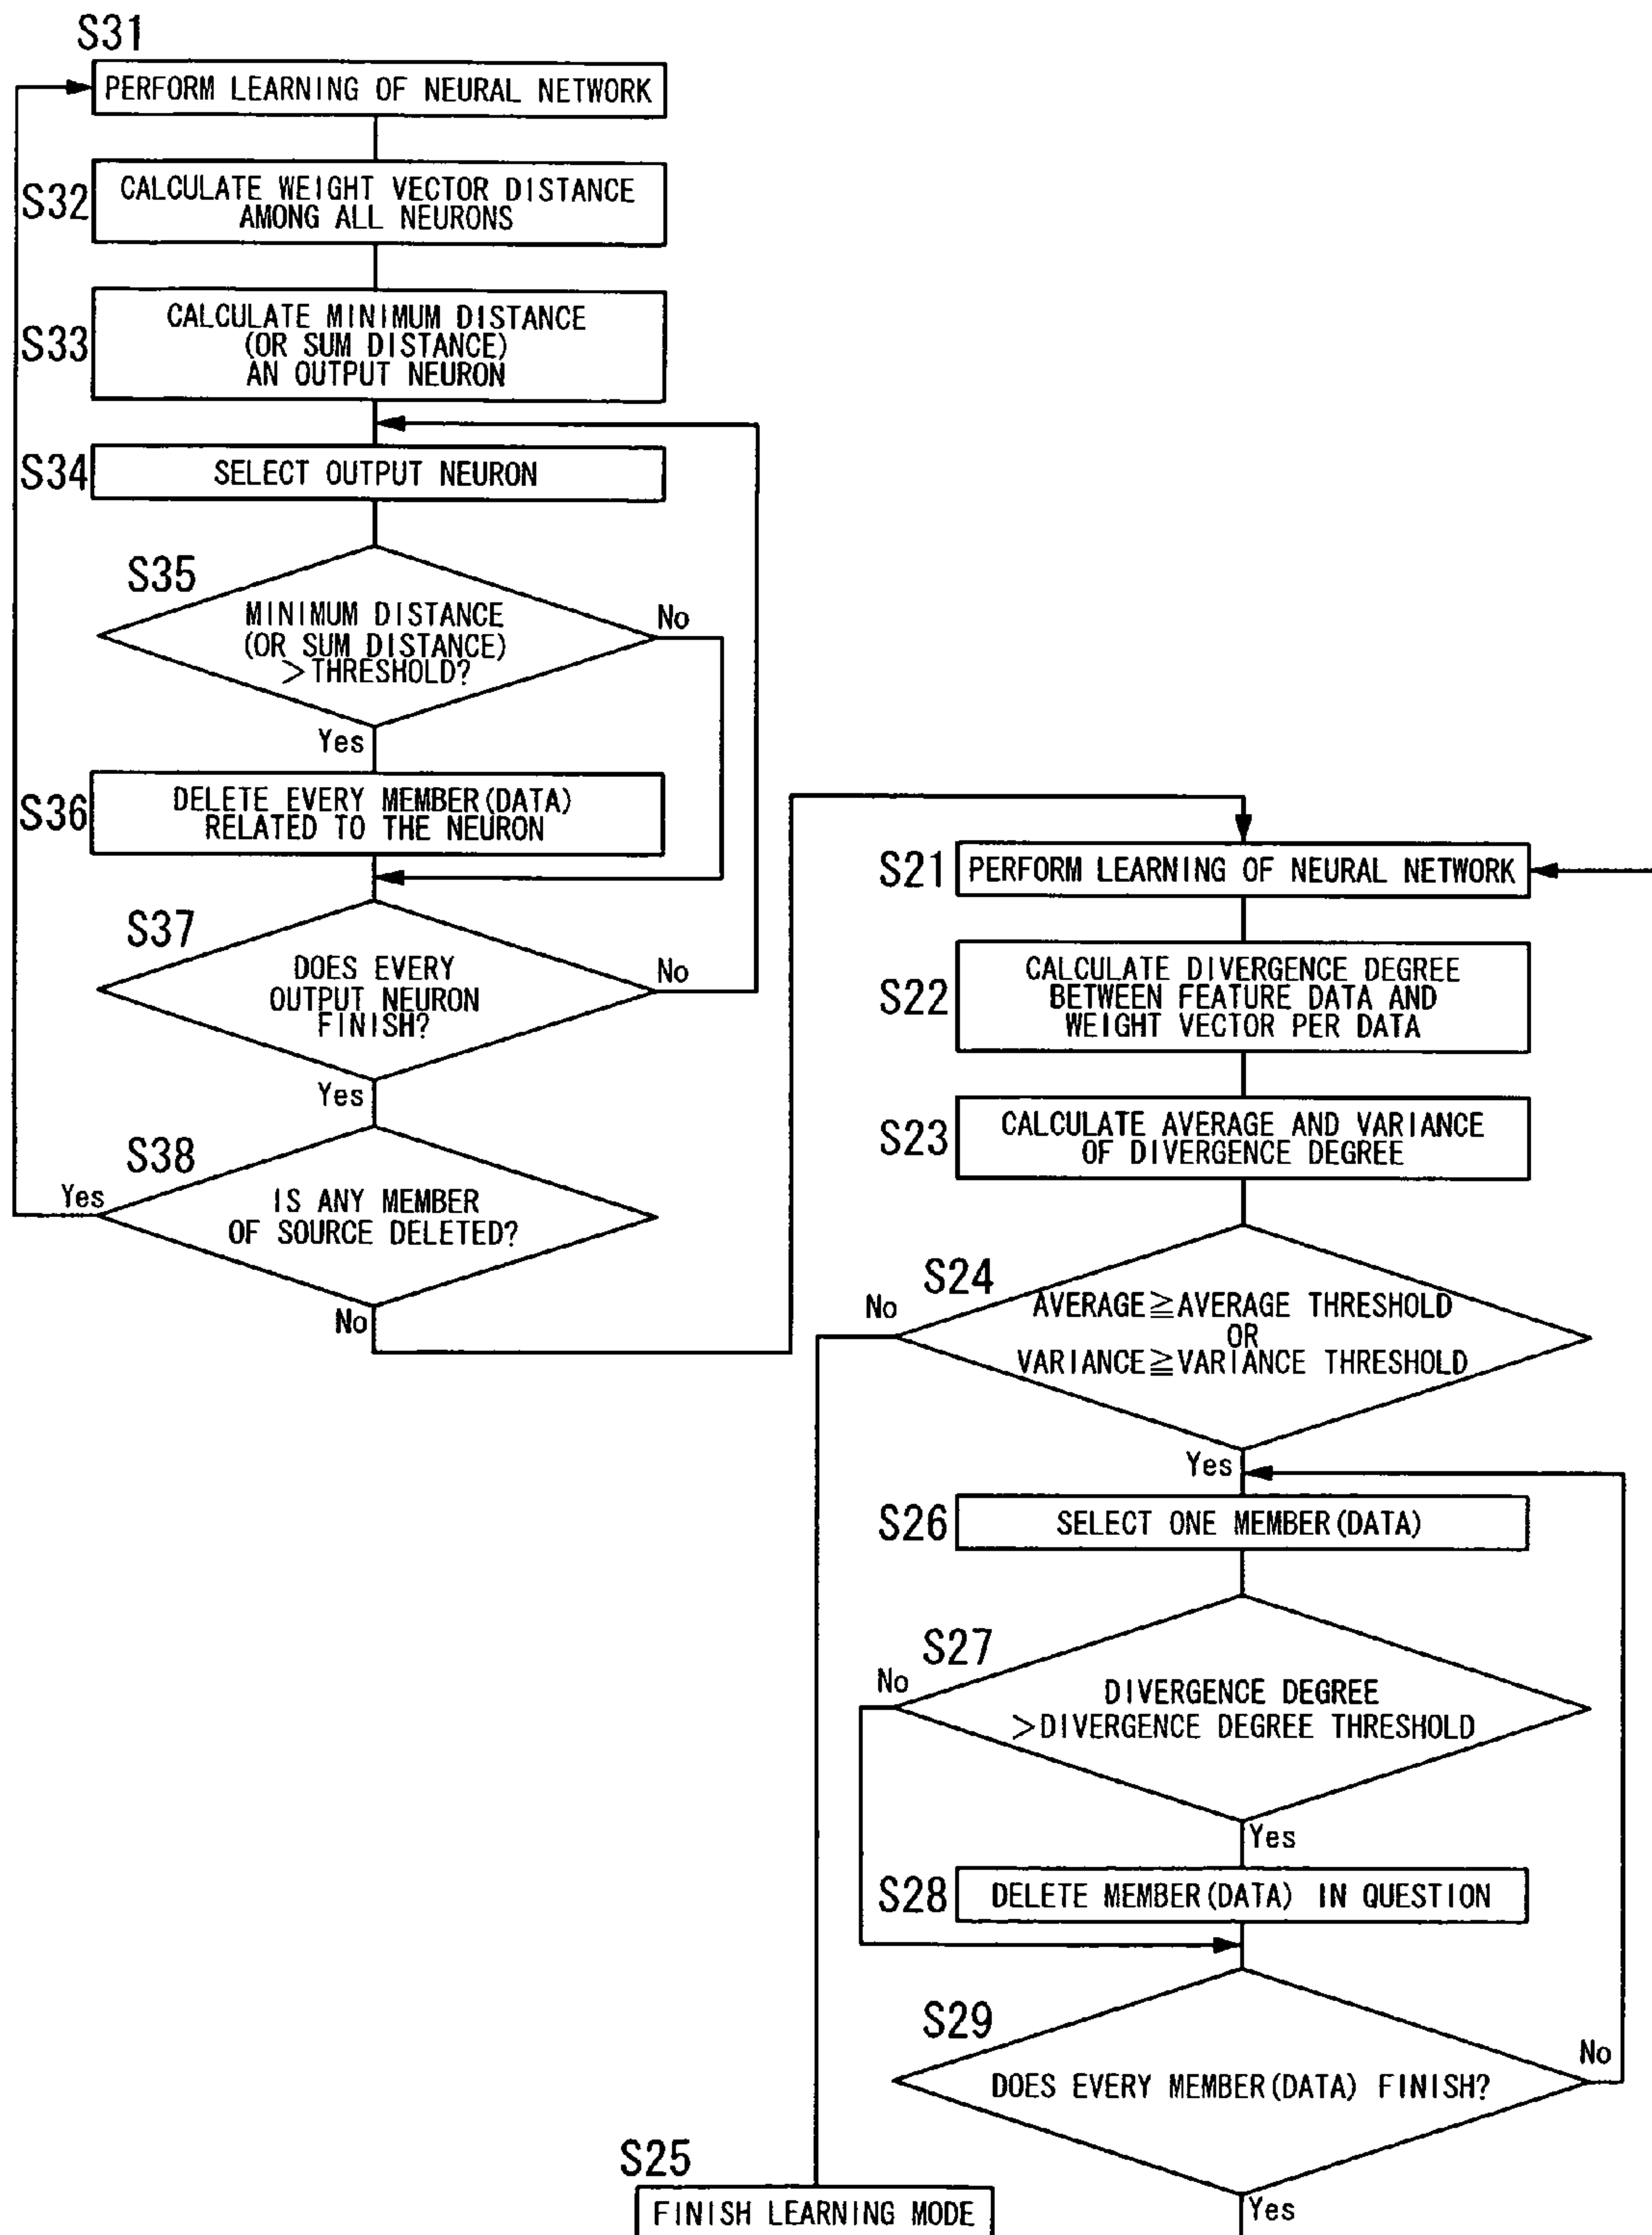 S31
PERFORM LEARNING OF NEURAL NETWORK
S32
CALCULATE WEIGHT VECTOR DISTANCE
AMONG ALL NEURONS
S33
CALCULATE MINIMUM DISTANCE
(OR SUM DISTANCE)
AN OUTPUT NEURON
S34
SELECT OUTPUT NEURON
S35
MINIMUM DISTANCE
(OR SUM DISTANCE)
>THRESHOLD?
No
Yes
S36
DELETE EVERY MEMBER(DATA)
RELATED TO THE NEURON
S37
DOES EVERY
OUTPUT NEURON
FINISH?
No
Yes
S38
Yes
IS ANY MEMBER
OF SOURCE DELETED?
No
S21
PERFORM LEARNING OF NEURAL NETWORK
S22
CALCULATE DIVERGENCE DEGREE
BETWEEN FEATURE DATA AND
WEIGHT VECTOR PER DATA
S23
CALCULATE AVERAGE AND VARIANCE
OF DIVERGENCE DEGREE
S24
No
AVERAGE≧AVERAGE THRESHOLD
OR
VARIANCE≧VARIANCE THRESHOLD
Yes
S26
SELECT ONE MEMBER(DATA)
S27
No
DIVERGENCE DEGREE
>DIVERGENCE DEGREE THRESHOLD
Yes
S28
DELETE MEMBER(DATA) IN QUESTION
S29
No
DOES EVERY MEMBER(DATA) FINISH?
Yes
S25
FINISH LEARNING MODE